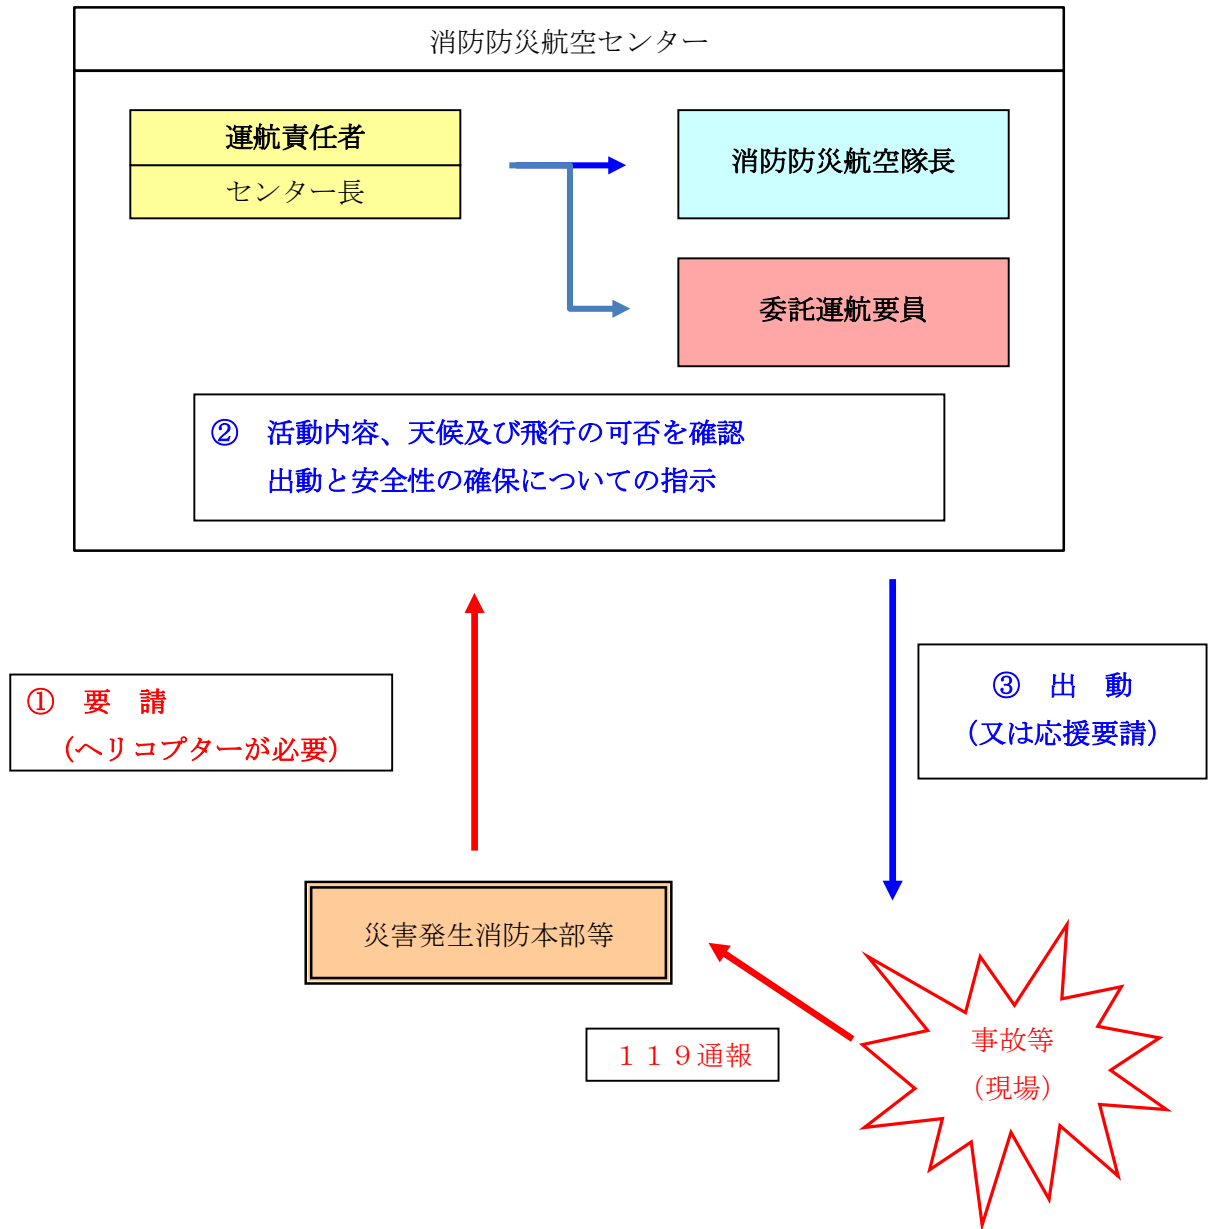 消防防災航空センター
運航責任者
センター長
消防防災航空隊長
委託運航要員
②　活動内容、天候及び飛行の可否を確認
出動と安全性の確保についての指示
①　要　請
（ヘリコプターが必要）
③　出　動
（又は応援要請）
災害発生消防本部等
１１９通報
事故等
（現場）